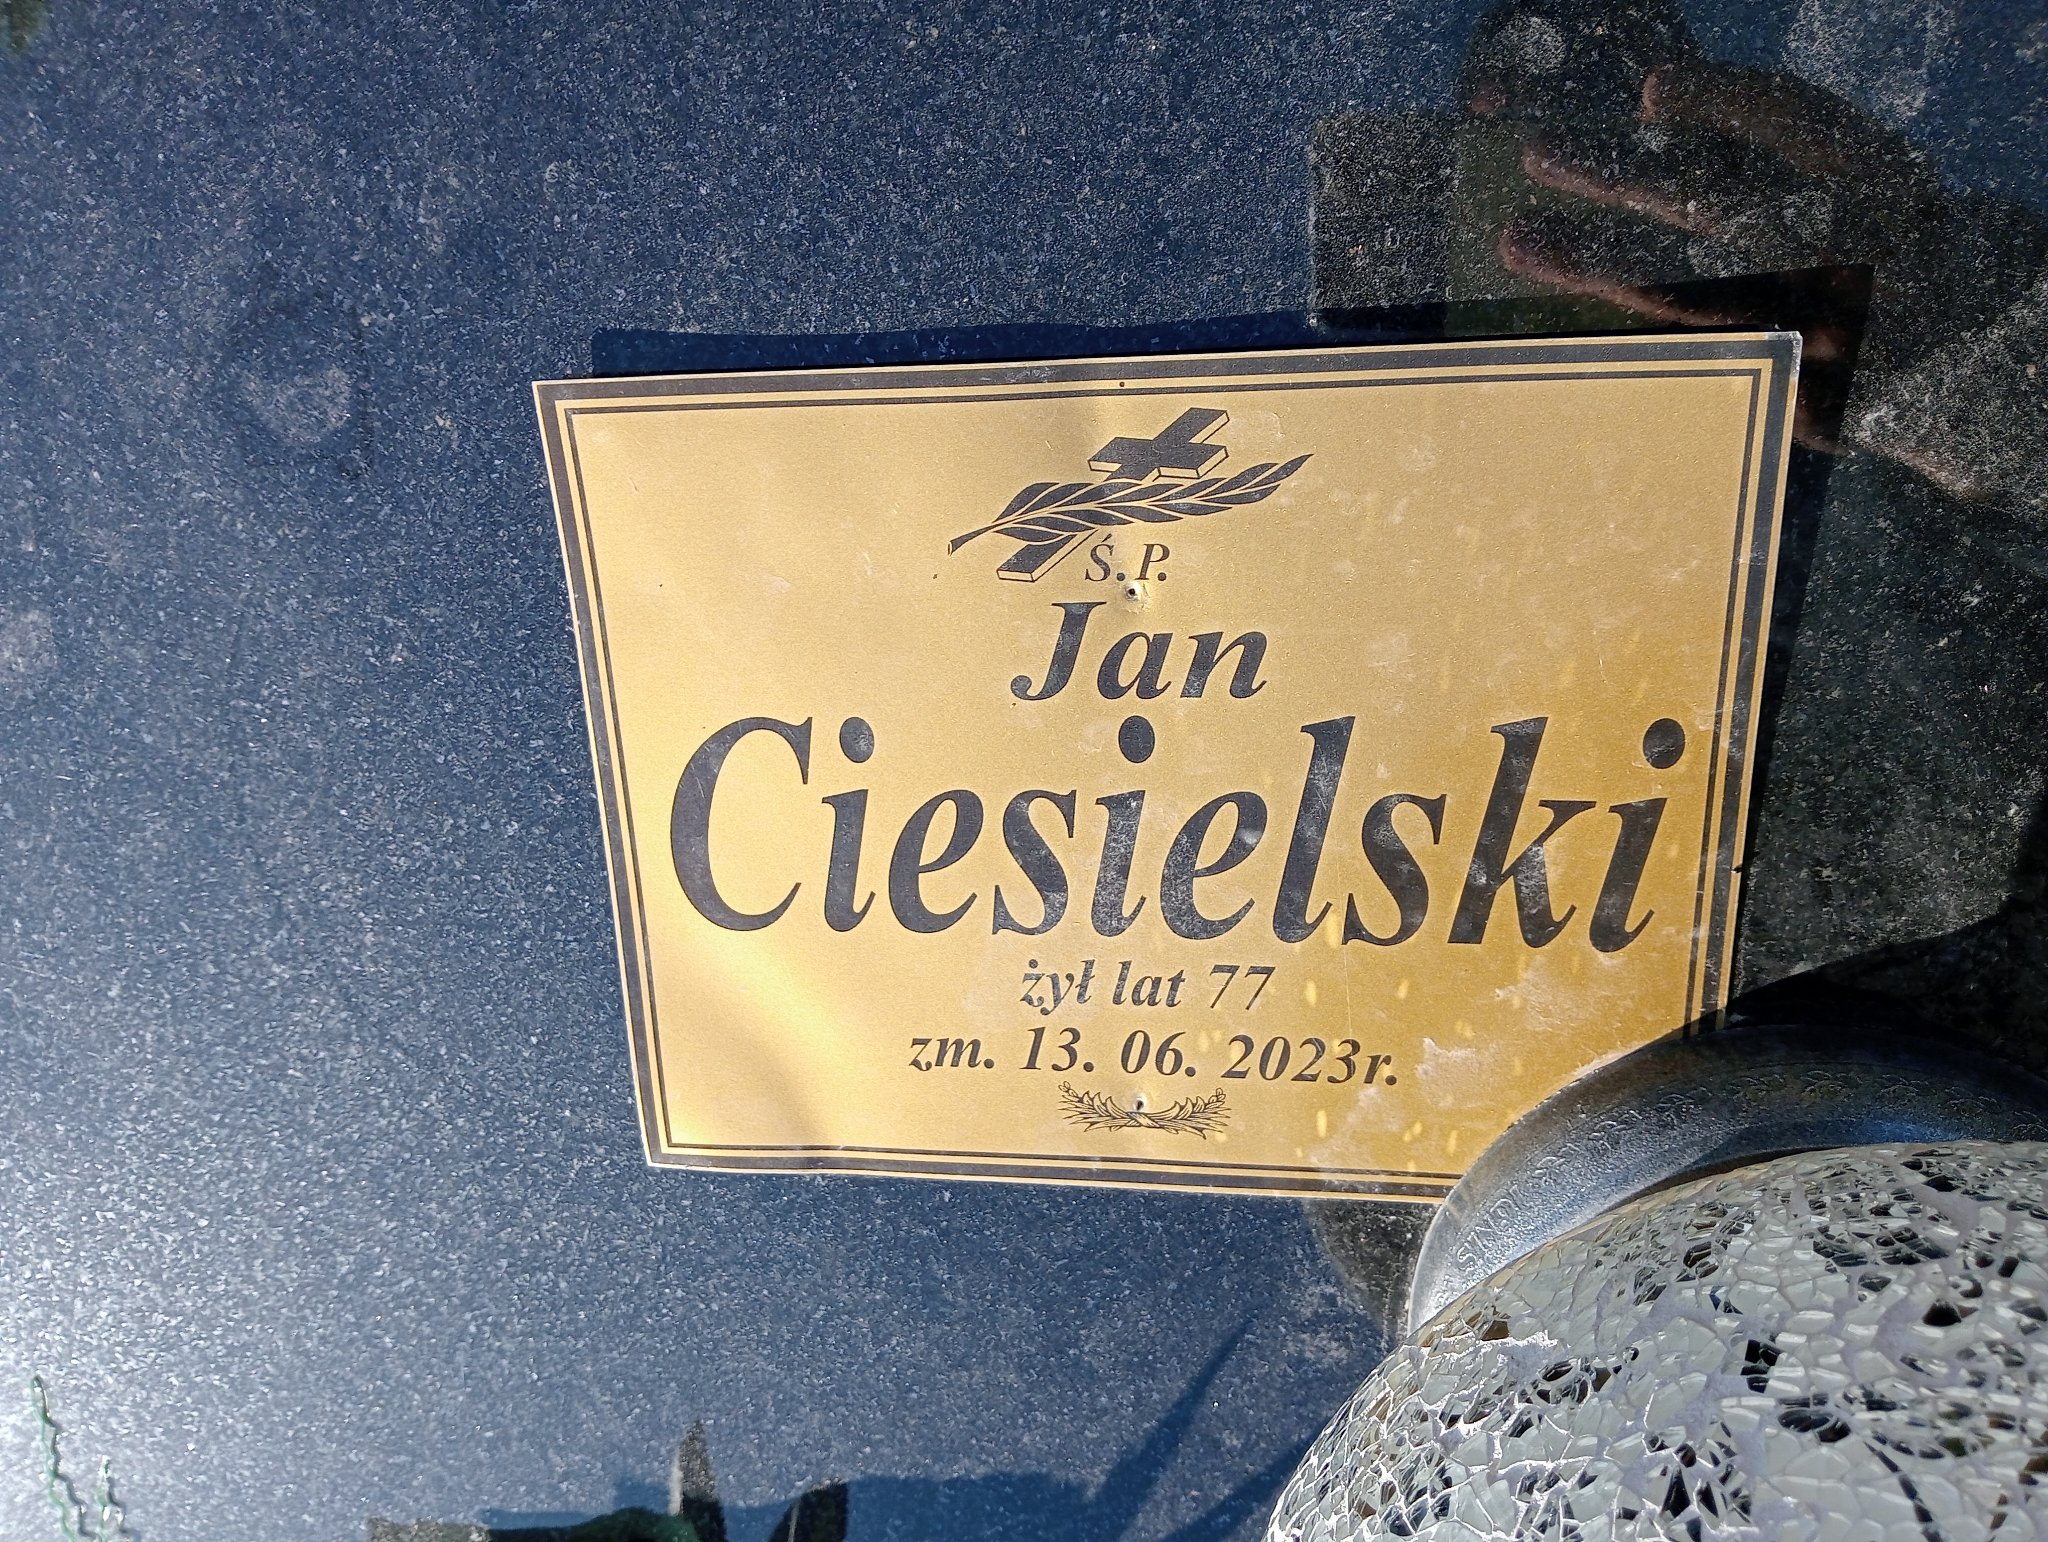 Ś. P.
Jan
Ciesielski
żył lat 77
zm. 13. 06. 2023r.